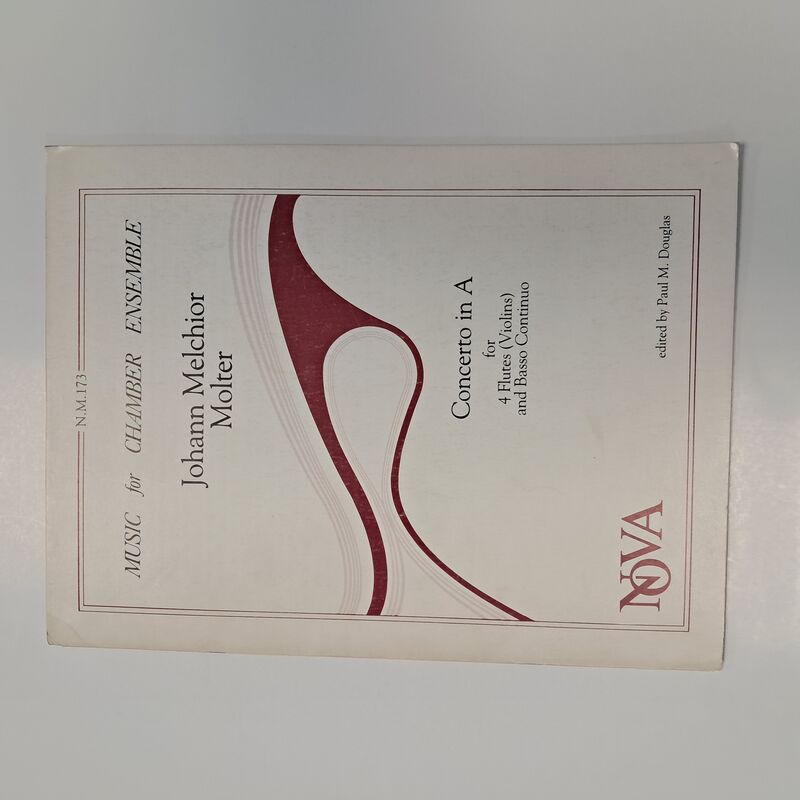 N.M.173
MUSIC for CHAMBER ENSEMBLE
Johann Melchior
Molter
Concerto in A
for
4 Flutes (Violins)
and Basso Continuo
NOVA
edited by Paul M. Douglas